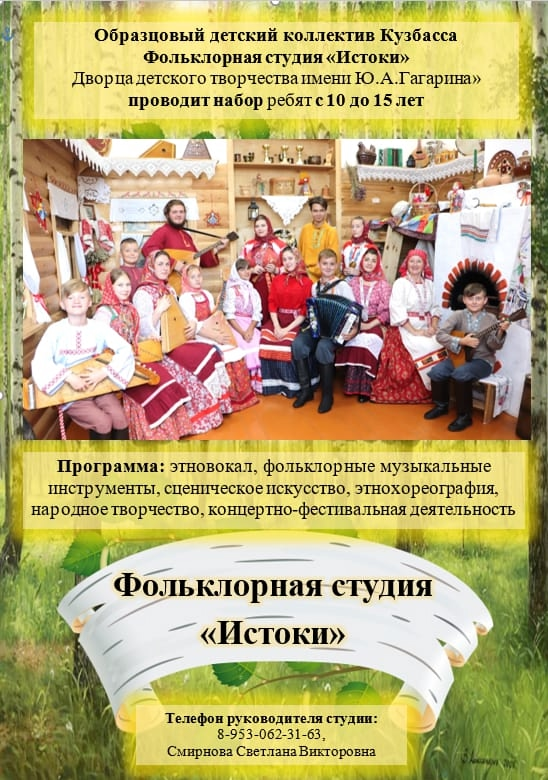 Образцовый детский коллектив Кузбасса
Фольклорная студия «Истоки»
Дворца детского творчества имени Ю.А.Гагарина»
проводит набор ребят с 10 до 15 лет
Программа: этновокал, фольклорные музыкальные
инструменты, сценическое искусство, этнохореография,
народное творчество, концертно-фестивальная деятельность
Фольклорная студия
«Истоки»
Телефон руководителя студии:
8-953-062-31-63,
Смирнова Светлана Викторовна